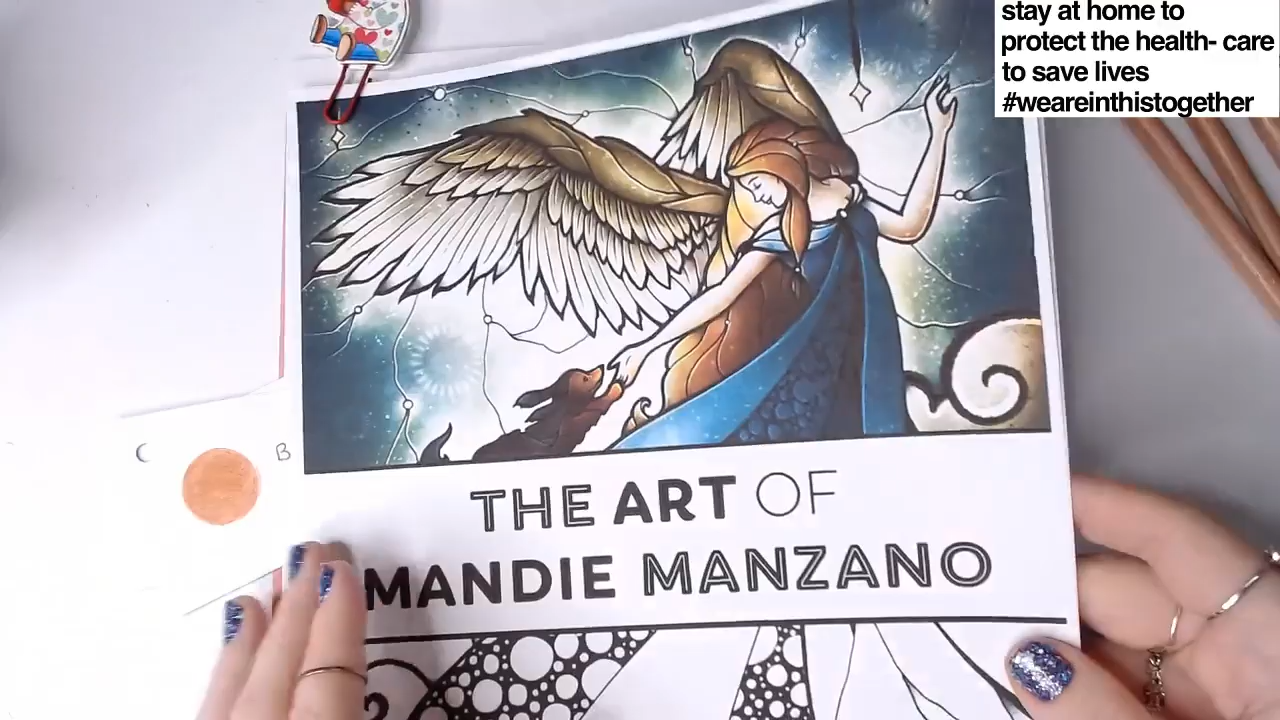 stay at home to
protect the health- care
to save lives
#weareinthistogether
C
B
THE ART OF
MANDIE MANZANO